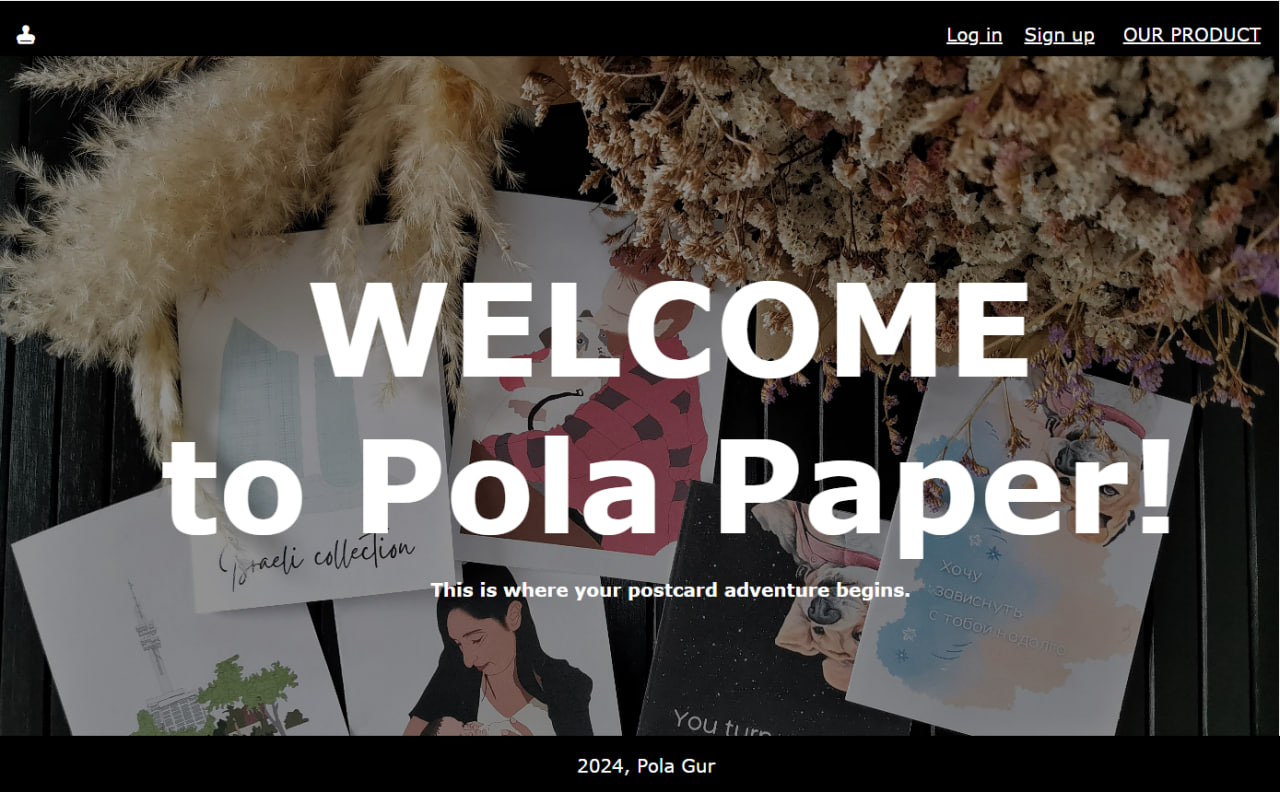 Log in Sign up OUR PRODUCT
WELCOME
to Pola Paper!
Israeli collection
This is where your postcard adventure begins.
Хочу
зависнуть
с тобой надолго
You turn
2024, Pola Gur